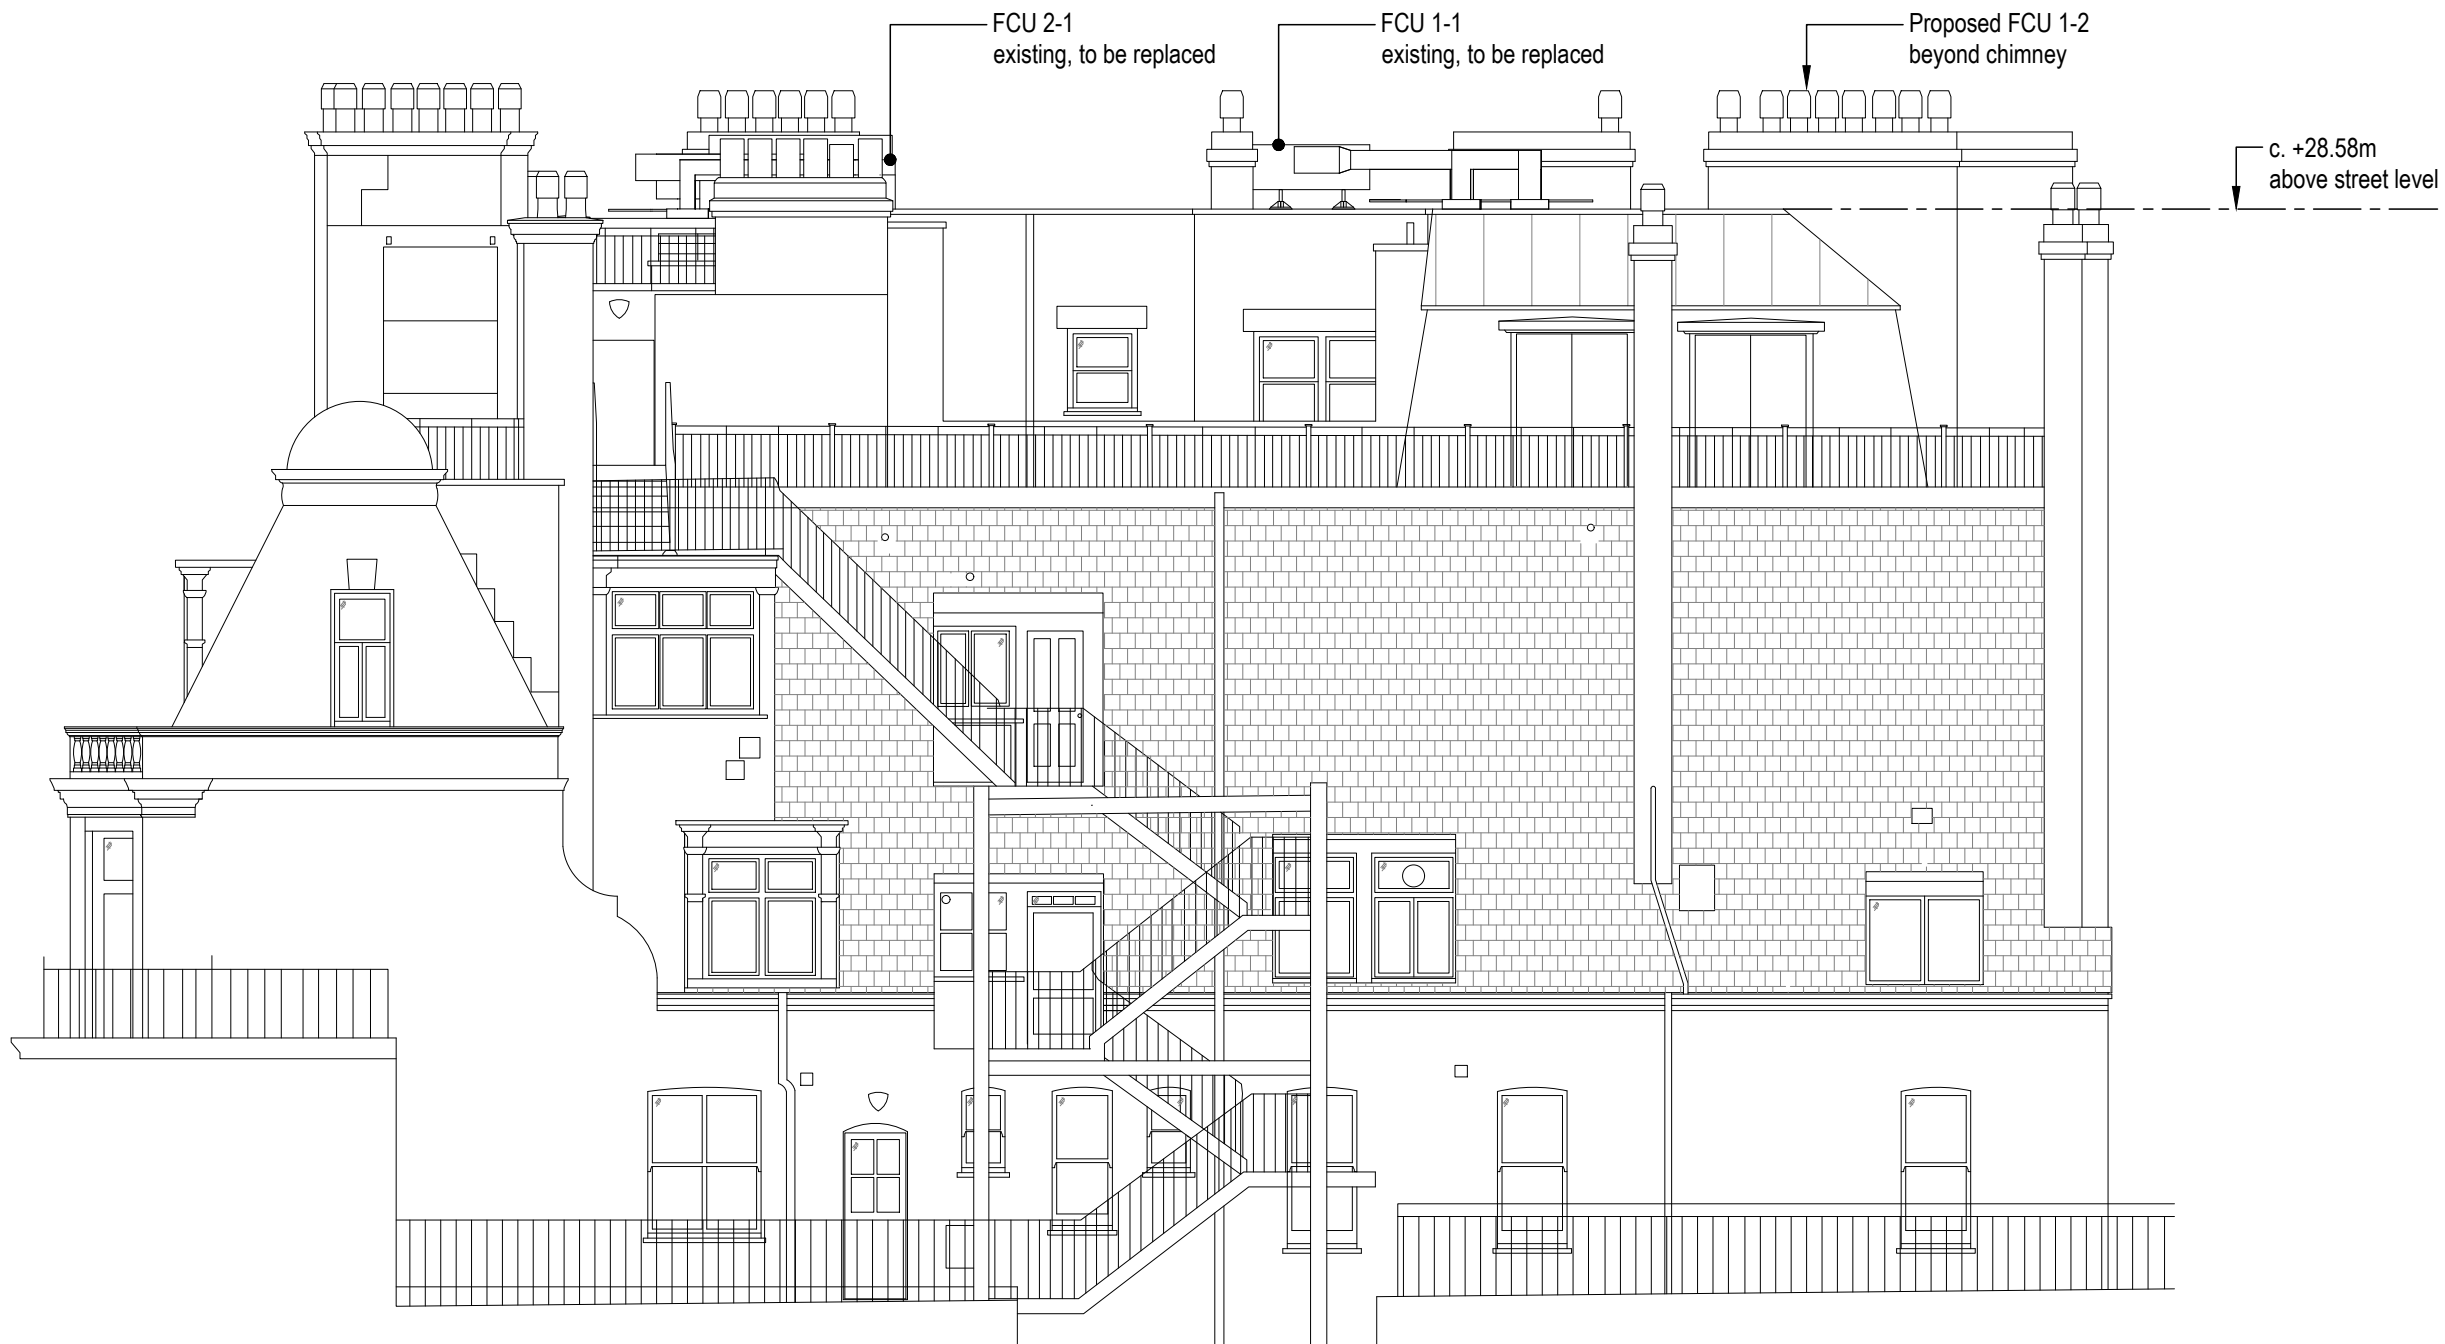 FCU 2-1
existing, to be replaced
FCU 1-1
existing, to be replaced
Proposed FCU 1-2
beyond chimney
c. +28.58m
above street level